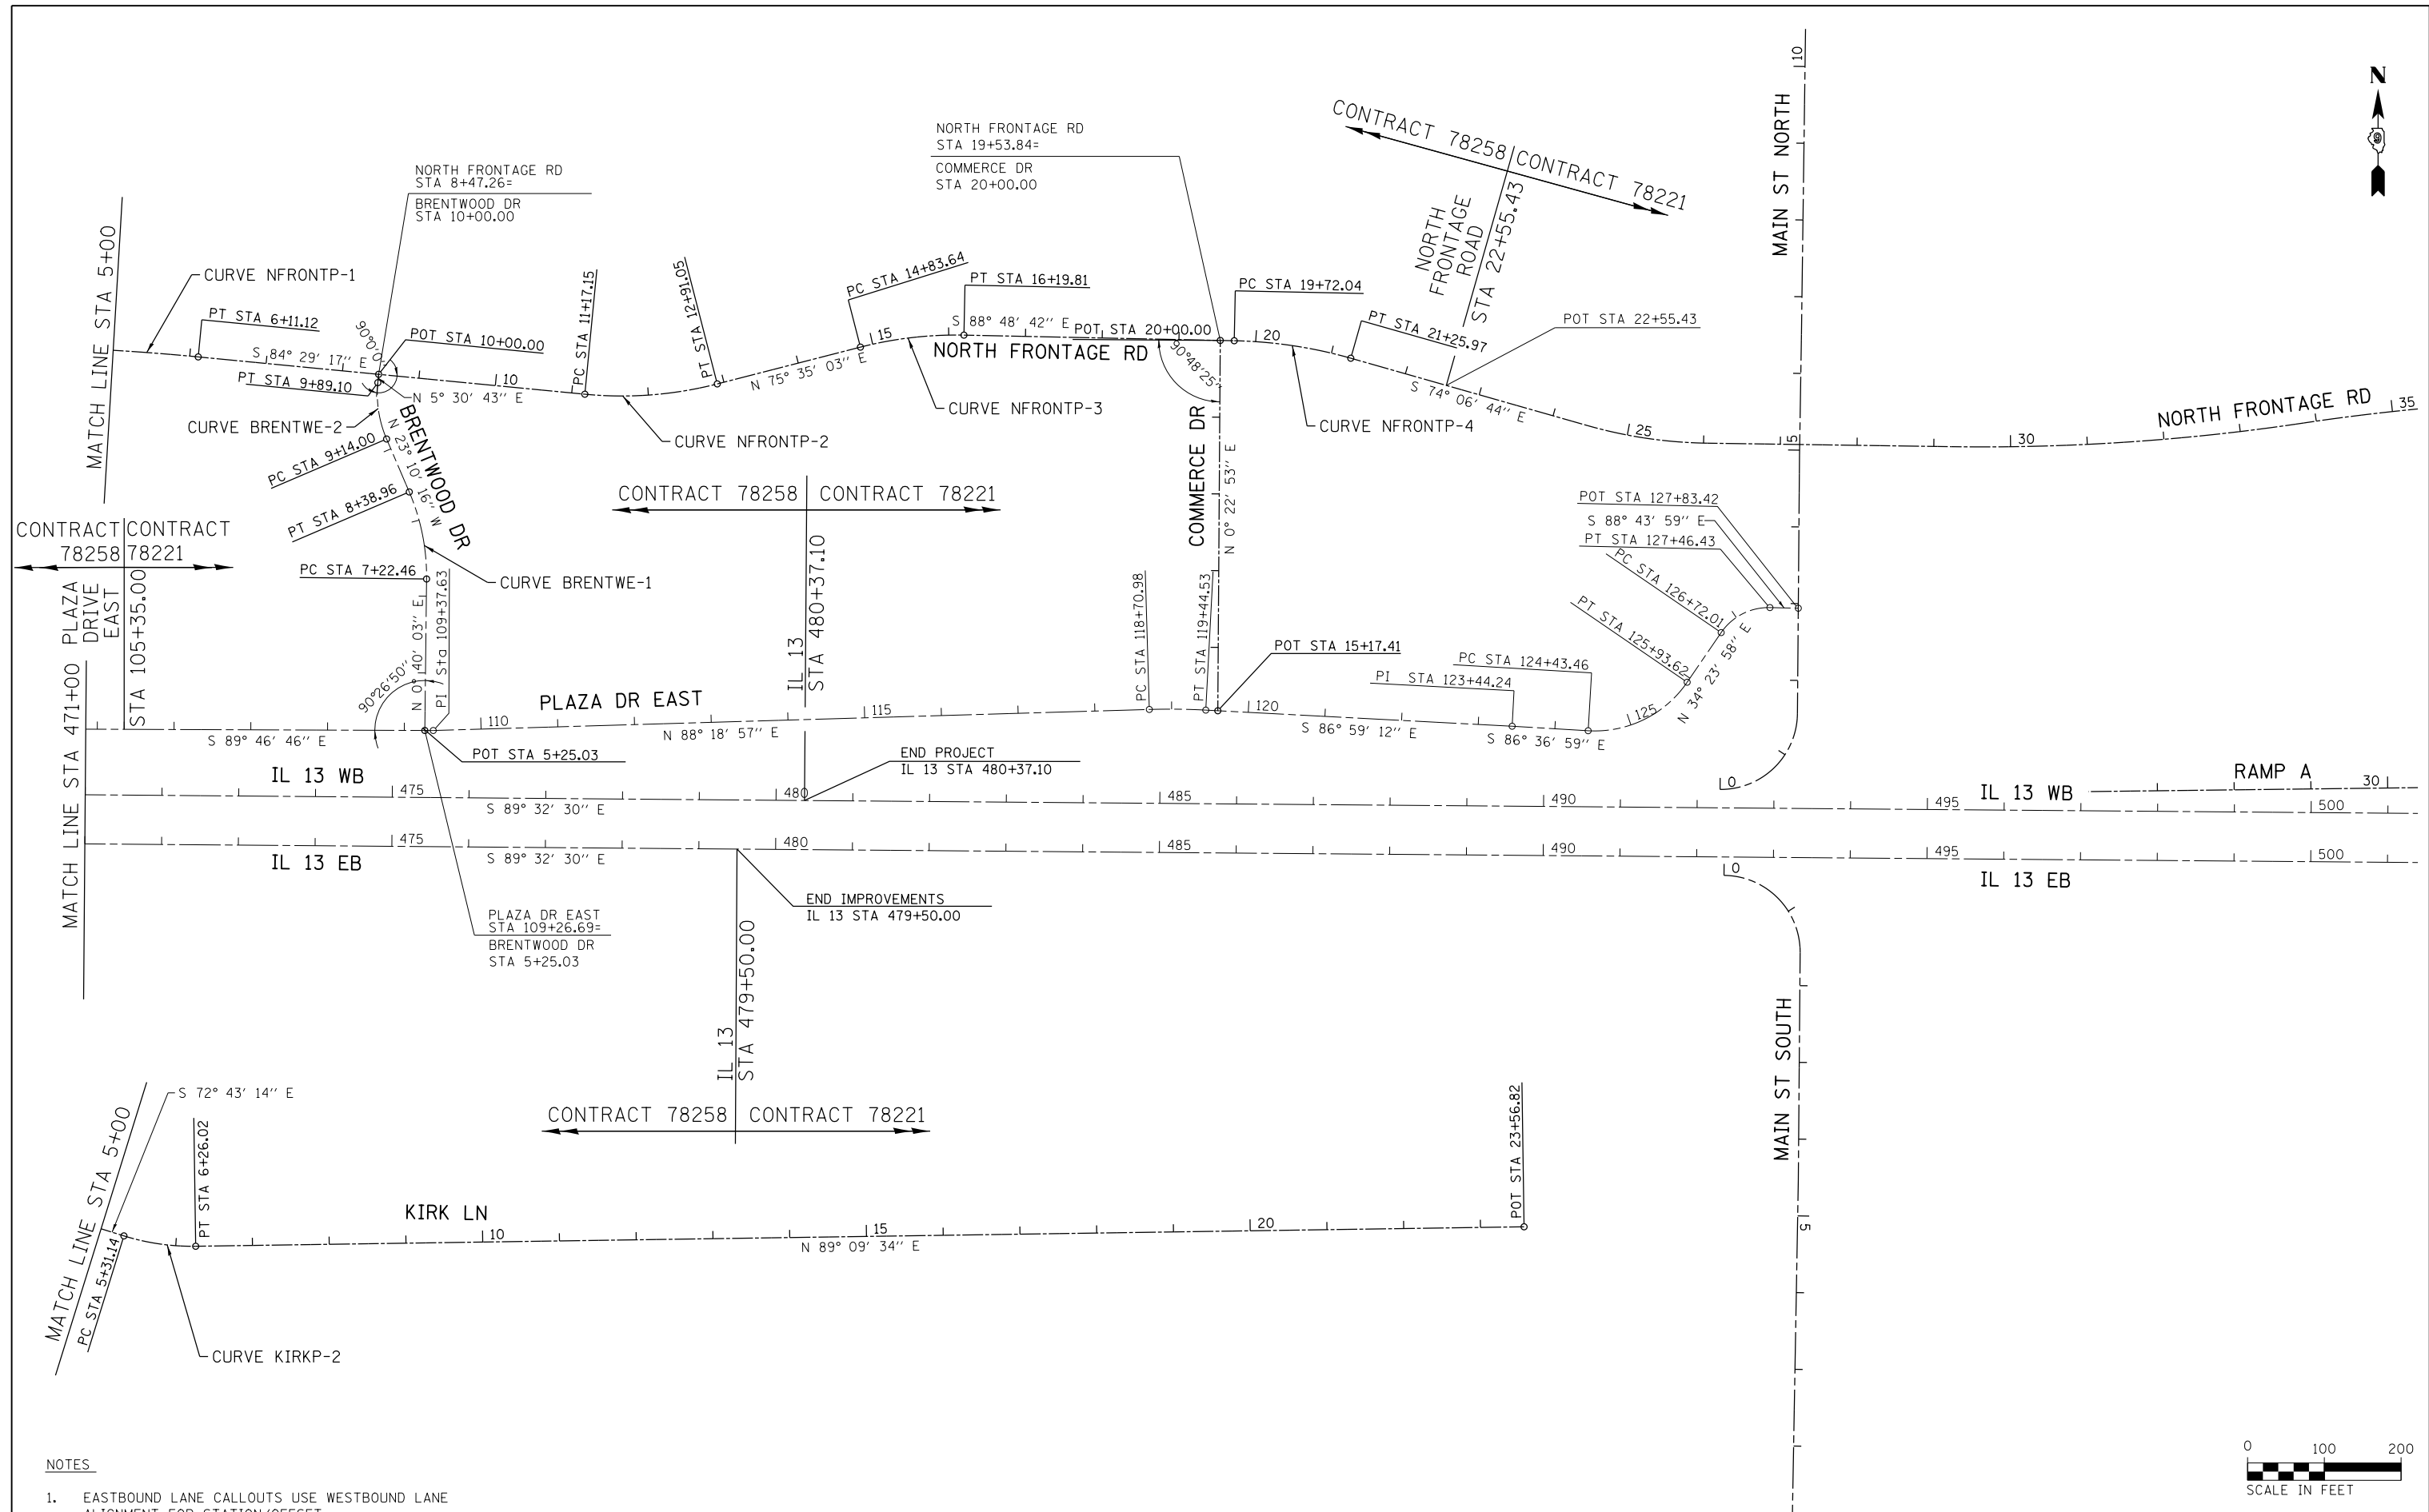 10
MAIN ST NORTH
N
9
CONTRACT 78258
CONTRACT 78221
NORTH
FRONTAGE
ROAD
STA 22+55.43
NORTH FRONTAGE RD
STA 19+53.84=
COMMERCE DR
STA 20+00.00
NORTH FRONTAGE RD
STA 8+47.26=
BRENTWOOD DR
STA 10+00.00
MATCH LINE STA 5+00
CURVE NFRONTP-1
PT STA 6+11.12
S 84° 29' 17'' E
90°0'0''
POT STA 10+00.00
PT STA 9+89.10
N 5° 30' 43'' E
10
PC STA 11+17.15
PT STA 12+91.05
PC STA 14+83.64
15
PT STA 16+19.81
S 88° 48' 42'' E
POT STA 20+00.00
NORTH FRONTAGE RD
N 75° 35' 03'' E
90°48'25''
PC STA 19+72.04
20
PT STA 21+25.97
POT STA 22+55.43
S 74° 06' 44'' E
CURVE NFRONTP-2
CURVE NFRONTP-3
CURVE NFRONTP-4
25
5
30
NORTH FRONTAGE RD
35
CURVE BRENTWE-2
BRENTWOOD DR
N 23° 10' 16'' W
PC STA 9+14.00
PT STA 8+38.96
PC STA 7+22.46
CURVE BRENTWE-1
CONTRACT 78258
CONTRACT 78221
IL 13
STA 480+37.10
COMMERCE DR
N 0° 22' 53'' E
CONTRACT
78258
CONTRACT
78221
PLAZA
DRIVE
EAST
STA 105+35.00
MATCH LINE STA 471+00
N 0° 40' 03'' E
PI Sta 109+37.63
90°26'50''
S 89° 46' 46'' E
POT STA 5+25.03
110
PLAZA DR EAST
N 88° 18' 57'' E
115
PC STA 118+70.98
PT STA 119+44.53
POT STA 15+17.41
120
S 86° 59' 12'' E
PI STA 123+44.24
PC STA 124+43.46
S 86° 36' 59'' E
125
PT STA 125+93.62
N 34° 23' 58'' E
PC STA 126+72.01
PT STA 127+46.43
S 88° 43' 59'' E
POT STA 127+83.42
END PROJECT
IL 13 STA 480+37.10
IL 13 WB
475
S 89° 32' 30'' E
480
485
490
0
495
IL 13 WB
RAMP A
30
500
IL 13 EB
475
S 89° 32' 30'' E
480
485
490
495
500
IL 13 EB
0
END IMPROVEMENTS
IL 13 STA 479+50.00
PLAZA DR EAST
STA 109+26.69=
BRENTWOOD DR
STA 5+25.03
IL 13
STA 479+50.00
CONTRACT 78258
CONTRACT 78221
MAIN ST SOUTH
5
S 72° 43' 14'' E
MATCH LINE STA 5+00
PC STA 5+31.14
PT STA 6+26.02
CURVE KIRKP-2
KIRK LN
10
15
N 89° 09' 34'' E
20
POT STA 23+56.82
NOTES
1. EASTBOUND LANE CALLOUTS USE WESTBOUND LANE
ALIGNMENT FOR STATION/OFFSET
0 100 200
SCALE IN FEET